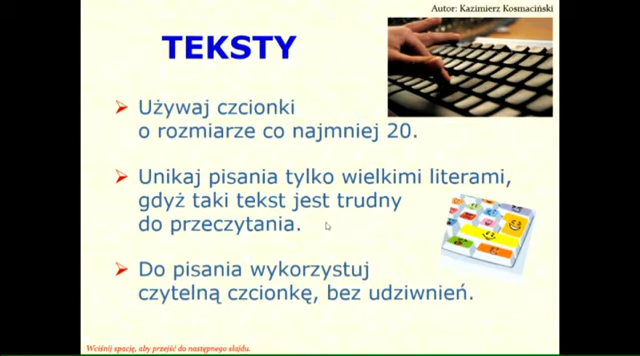 Autor: Kazimierz Kosmaciński
TEKSTY
Używaj czcionki
o rozmiarze co najmniej 20.
Unikaj pisania tylko wielkimi literami,
gdyż taki tekst jest trudny
do przeczytania.
Do pisania wykorzystuj
czytelną czcionkę, bez udziwnień.
Wciśnij spację, aby przejść do następnego slajdu.